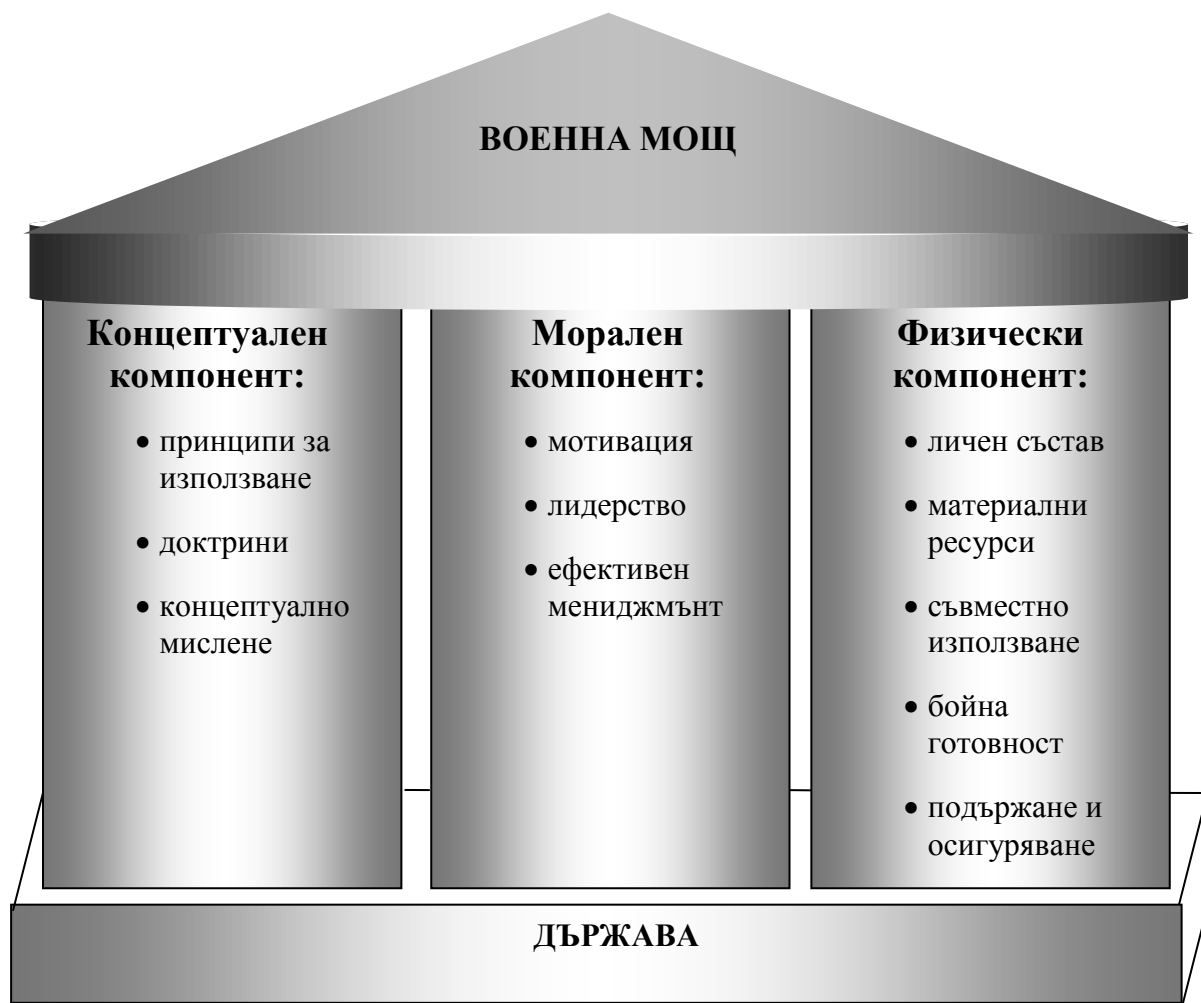 ВОЕННА МОЩ
Концептуален
компонент:
• принципи за
използване
• доктрини
• концептуално
мислене
Морален
компонент:
• мотивация
• лидерство
• ефективен
мениджмънт
Физически
компонент:
• личен състав
• материални
ресурси
• съвместно
използване
• бойна
готовност
• подържане и
осигуряване
ДЪРЖАВА